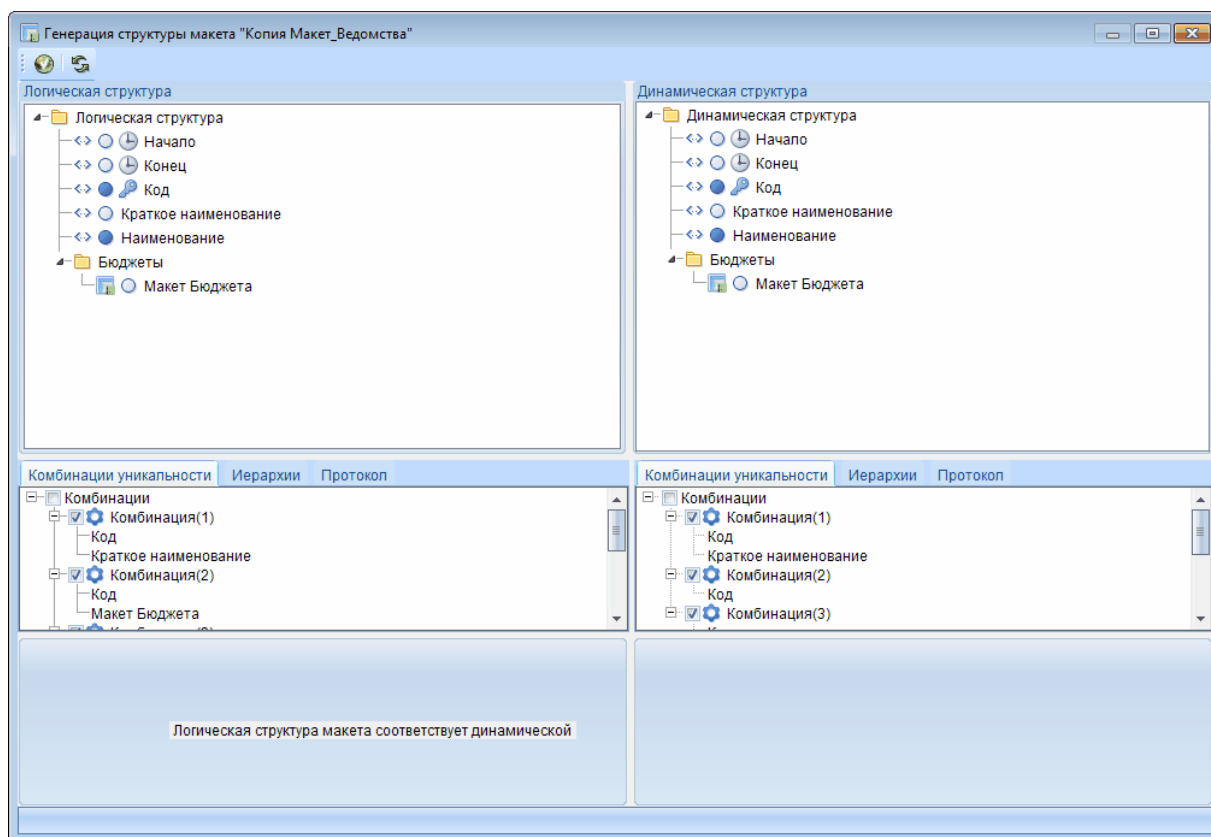 Генерация структуры макета "Копия Макет_Ведомства"
Логическая структура
Логическая структура
Начало
Конец
Код
Краткое наименование
Наименование
Бюджеты
Макет Бюджета
Динамическая структура
Динамическая структура
Начало
Конец
Код
Краткое наименование
Наименование
Бюджеты
Макет Бюджета
Комбинации уникальности Иерархии Протокол
Комбинации
Комбинация(1)
Код
Краткое наименование
Комбинация(2)
Код
Макет Бюджета
Комбинации уникальности Иерархии Протокол
Комбинации
Комбинация(1)
Код
Краткое наименование
Комбинация(2)
Код
Комбинация(3)
Логическая структура макета соответствует динамической